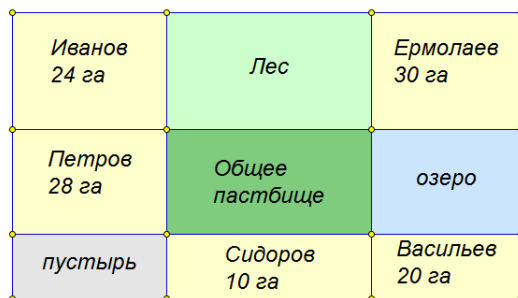 Иванов
24 га
Лес
Ермолаев
30 га
Петров
28 га
Общее
пастбище
озеро
пустырь
Сидоров
10 га
Васильев
20 га